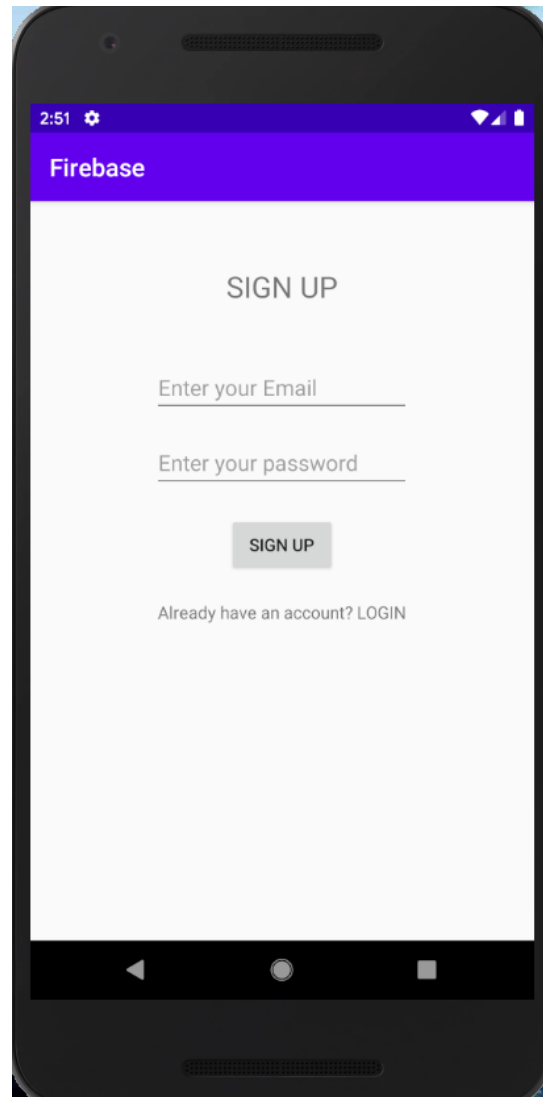 2:51
Firebase
SIGN UP
Enter your Email
Enter your password
SIGN UP
Already have an account? LOGIN